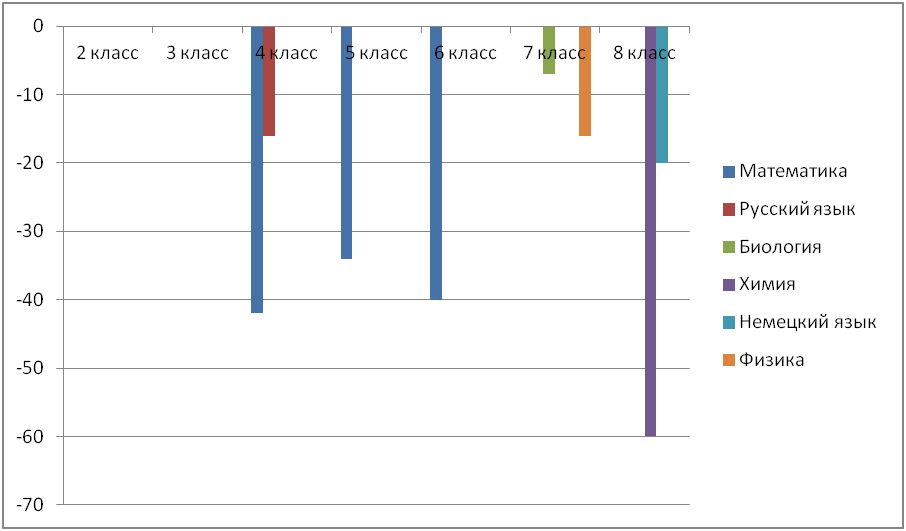 0
2 класс 3 класс 4 класс 5 класс 6 класс 7 класс 8 класс
-10
-20
-30
-40
-50
-60
-70
Математика
Русский язык
Биология
Химия
Немецкий язык
Физика